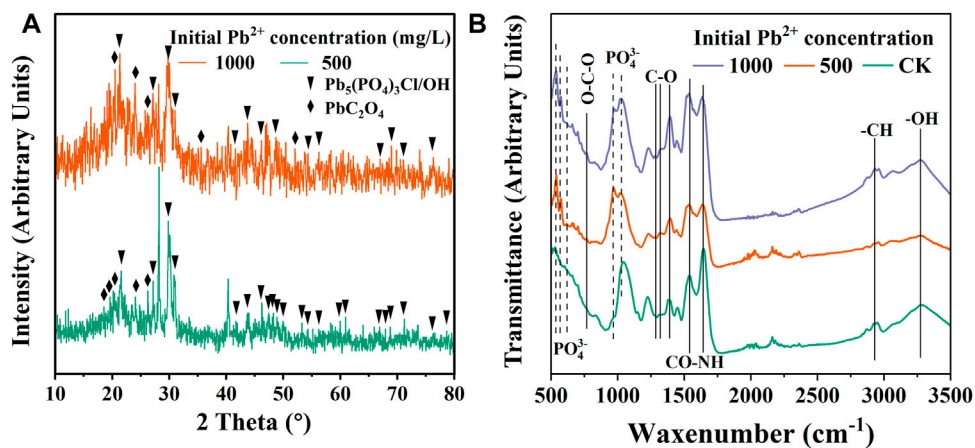 A
Initial Pb²⁺ concentration (mg/L)
1000 500
Pb₅(PO₄)₃Cl/OH
PbC₂O₄
Intensity (Arbitrary Units)
10 20 30 40 50 60 70 80
2 Theta (°)
B
Initial Pb²⁺ concentration
1000 500 CK
O-C-O
PO₄³⁻
C-O
-CH
-OH
PO₄³⁻
CO-NH
Transmittance (Arbitrary Units)
500 1000 1500 2000 2500 3000 3500
Waxenumber (cm⁻¹)